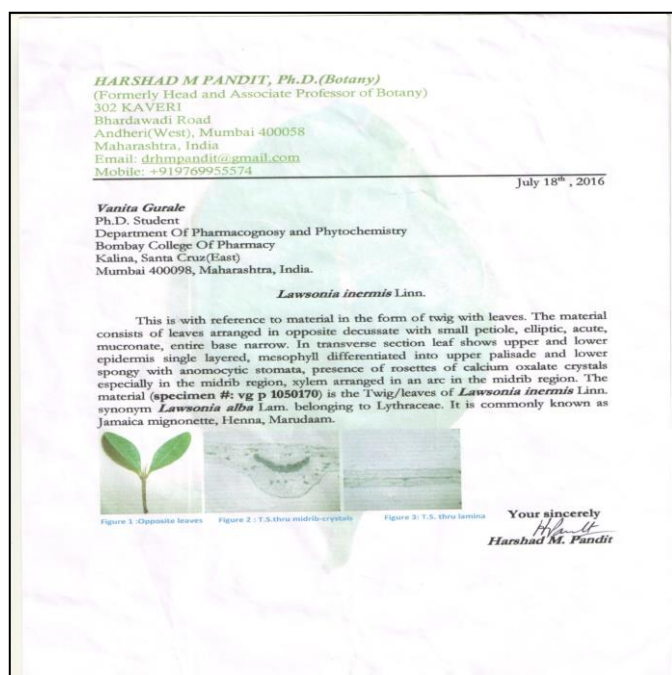 HARSHAD M PANDIT, Ph.D.(Botany)
(Formerly Head and Associate Professor of Botany)
302 KAVERI
Bhardawadi Road
Andheri(West), Mumbai 400058
Maharashtra, India
Email: drhmpandit@gmail.com
Mobile: +919769955574
July 18th , 2016
Vanita Gurale
Ph.D. Student
Department Of Pharmacognosy and Phytochemistry
Bombay College Of Pharmacy
Kalina, Santa Cruz(East)
Mumbai 400098, Maharashtra, India.
Lawsonia inermis Linn.
This is with reference to material in the form of twig with leaves. The material
consists of leaves arranged in opposite decussate with small petiole, elliptic, acute,
mucronate, entire base narrow. In transverse section leaf shows upper and lower
epidermis single layered, mesophyll differentiated into upper palisade and lower
spongy with anomocytic stomata, presence of rosettes of calcium oxalate crystals
especially in the midrib region, xylem arranged in an arc in the midrib region. The
material (specimen #: vg p 1050170) is the Twig/leaves of Lawsonia inermis Linn.
synonym Lawsonia alba Lam. belonging to Lythraceae. It is commonly known as
Jamaica mignonette, Henna, Marudaam.
Figure 1 :Opposite leaves
Figure 2 : T.S.thru midrib-crystals
Figure 3: T.S. thru lamina
Your sincerely
Harshad M. Pandit